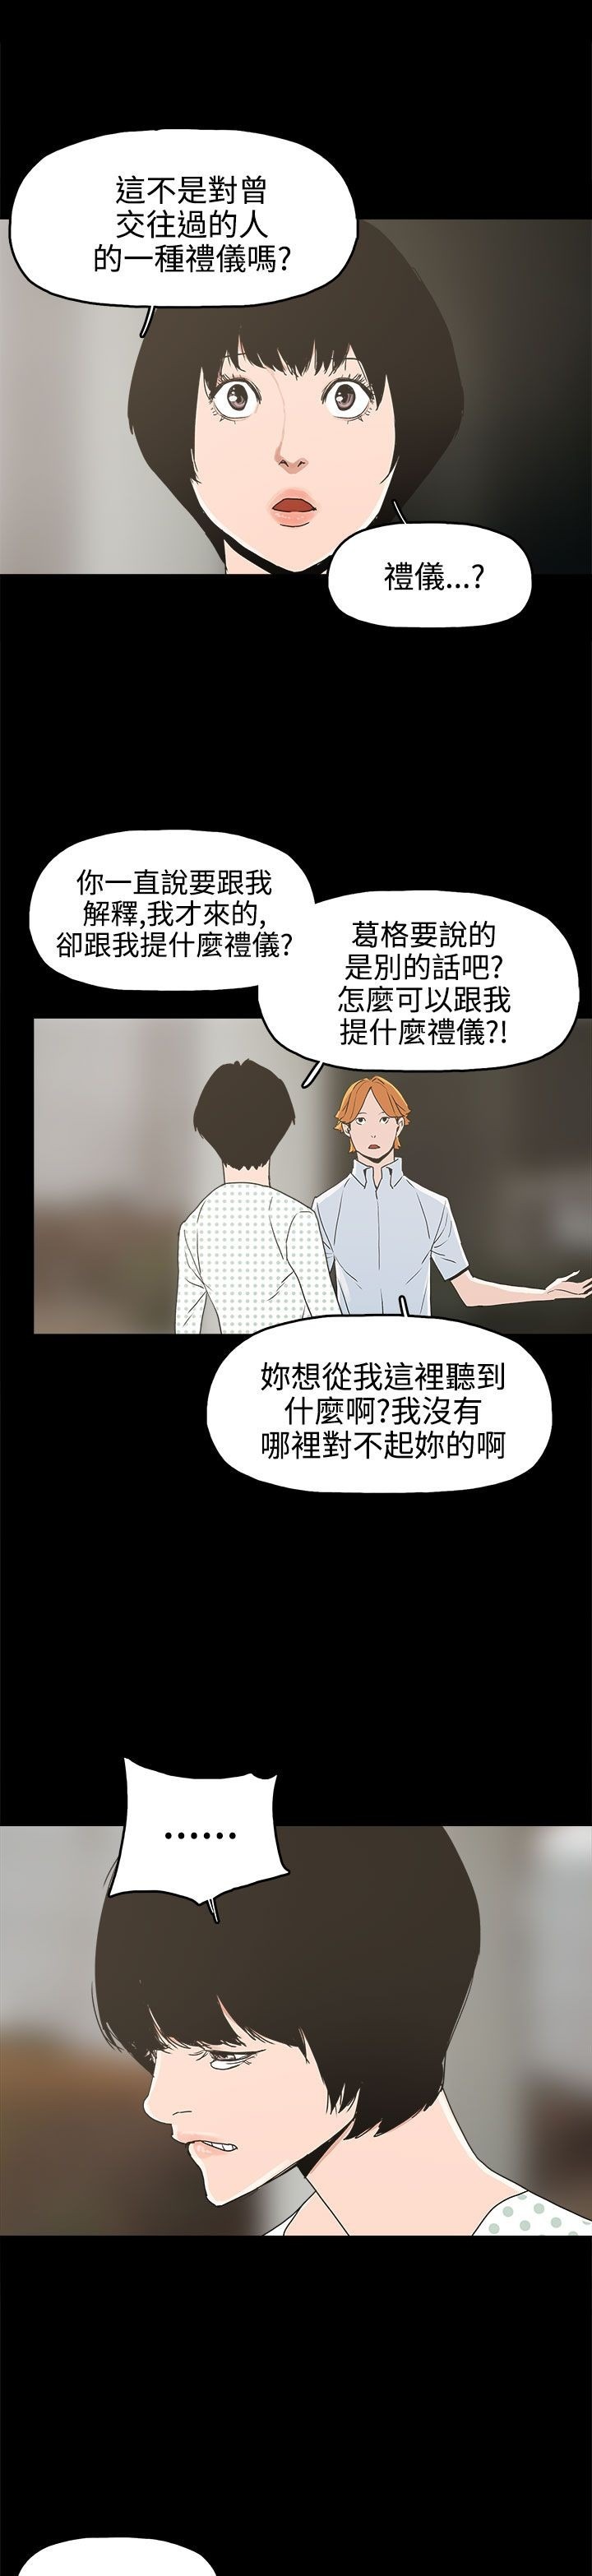 這不是對曾
交往過的人
的一種禮儀嗎?
禮儀...?
你一直說要跟我
解釋,我才來的,
卻跟我提什麼禮儀?
葛格要說的
是別的話吧?
怎麼可以跟我
提什麼禮儀?!
妳想從我這裡聽到
什麼啊?我沒有
哪裡對不起妳的啊
......